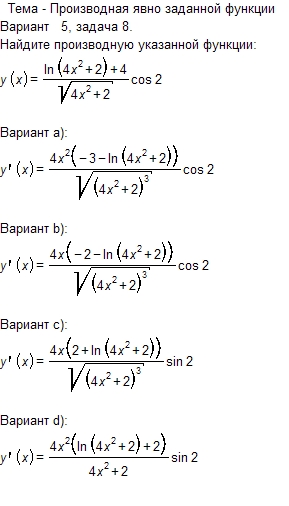 Тема - Производная явно заданной функции
Вариант 5, задача 8.
Найдите производную указанной функции:
y (x) = (ln (4x² + 2) + 4) / √(4x² + 2) cos 2
Вариант a):
y' (x) = 4x² (−3 − ln (4x² + 2)) / √((4x² + 2)³) cos 2
Вариант b):
y' (x) = 4x (−2 − ln (4x² + 2)) / √((4x² + 2)³) cos 2
Вариант c):
y' (x) = 4x (2 + ln (4x² + 2)) / √((4x² + 2)³) sin 2
Вариант d):
y' (x) = 4x² (ln (4x² + 2) + 2) / (4x² + 2) sin 2